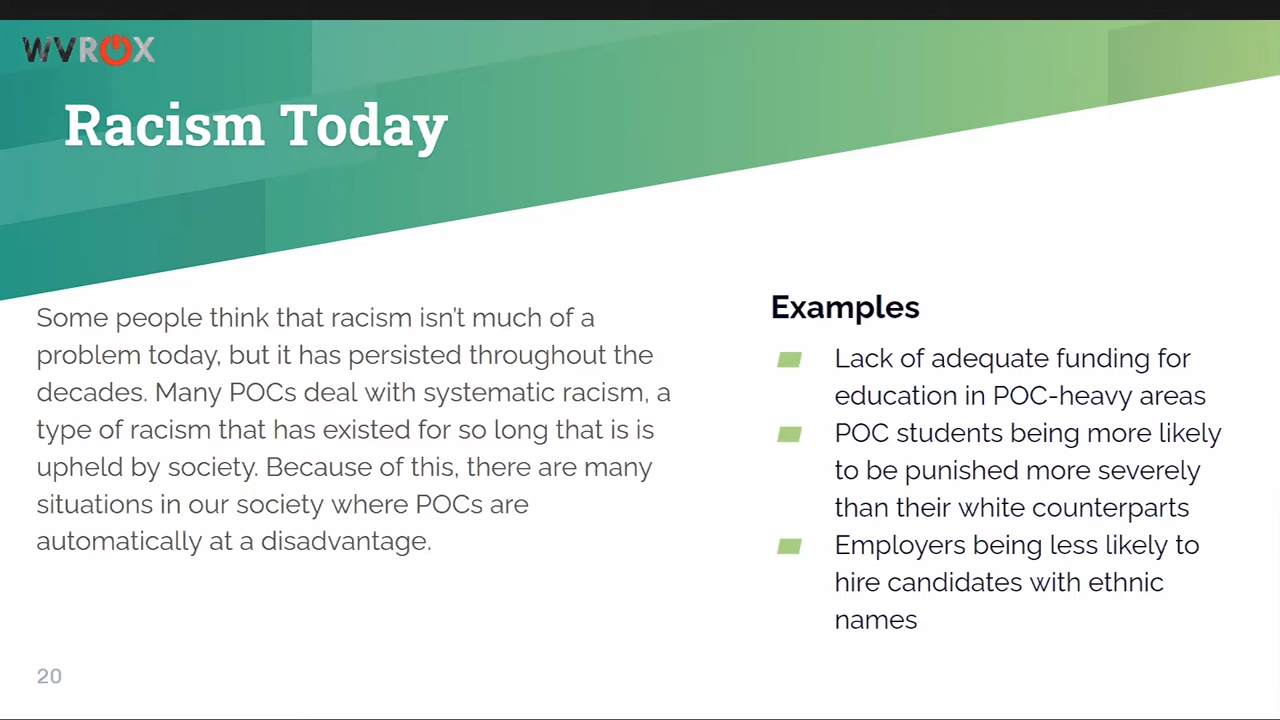 WVROX
Racism Today
Some people think that racism isn't much of a
problem today, but it has persisted throughout the
decades. Many POCs deal with systematic racism, a
type of racism that has existed for so long that is is
upheld by society. Because of this, there are many
situations in our society where POCs are
automatically at a disadvantage.
Examples
Lack of adequate funding for
education in POC-heavy areas
POC students being more likely
to be punished more severely
than their white counterparts
Employers being less likely to
hire candidates with ethnic
names
20